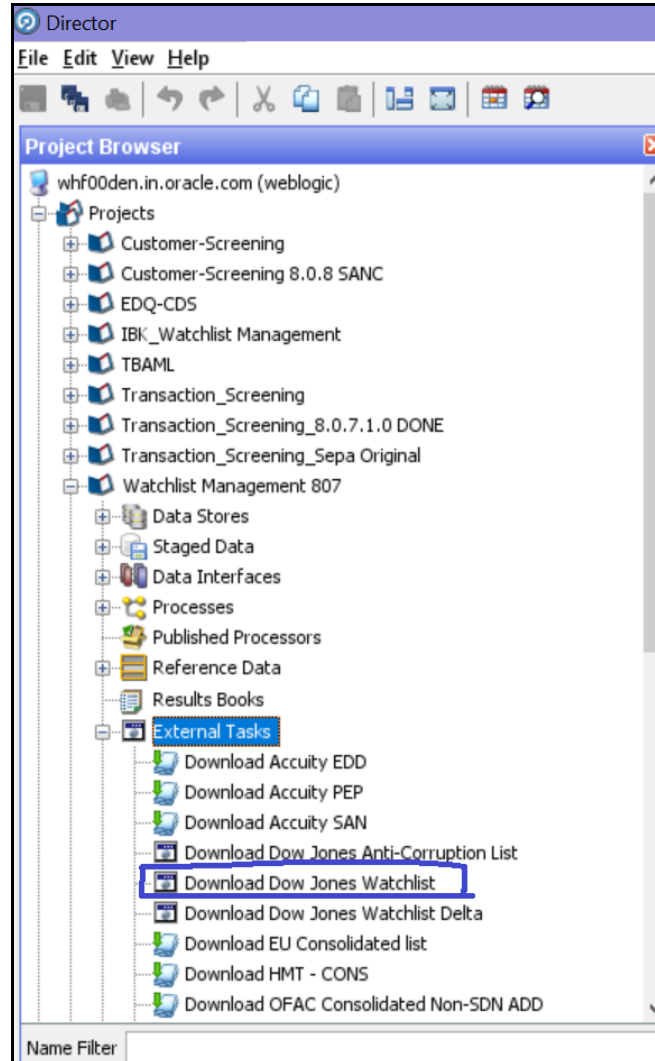 Director
File Edit View Help
Project Browser
whf00den.in.oracle.com (weblogic)
Projects
Customer-Screening
Customer-Screening 8.0.8 SANC
EDQ-CDS
IBK_Watchlist Management
TBAML
Transaction_Screening
Transaction_Screening_8.0.7.1.0 DONE
Transaction_Screening_Sepa Original
Watchlist Management 807
Data Stores
Staged Data
Data Interfaces
Processes
Published Processors
Reference Data
Results Books
External Tasks
Download Accuity EDD
Download Accuity PEP
Download Accuity SAN
Download Dow Jones Anti-Corruption List
Download Dow Jones Watchlist
Download Dow Jones Watchlist Delta
Download EU Consolidated list
Download HMT - CONS
Download OFAC Consolidated Non-SDN ADD
Name Filter